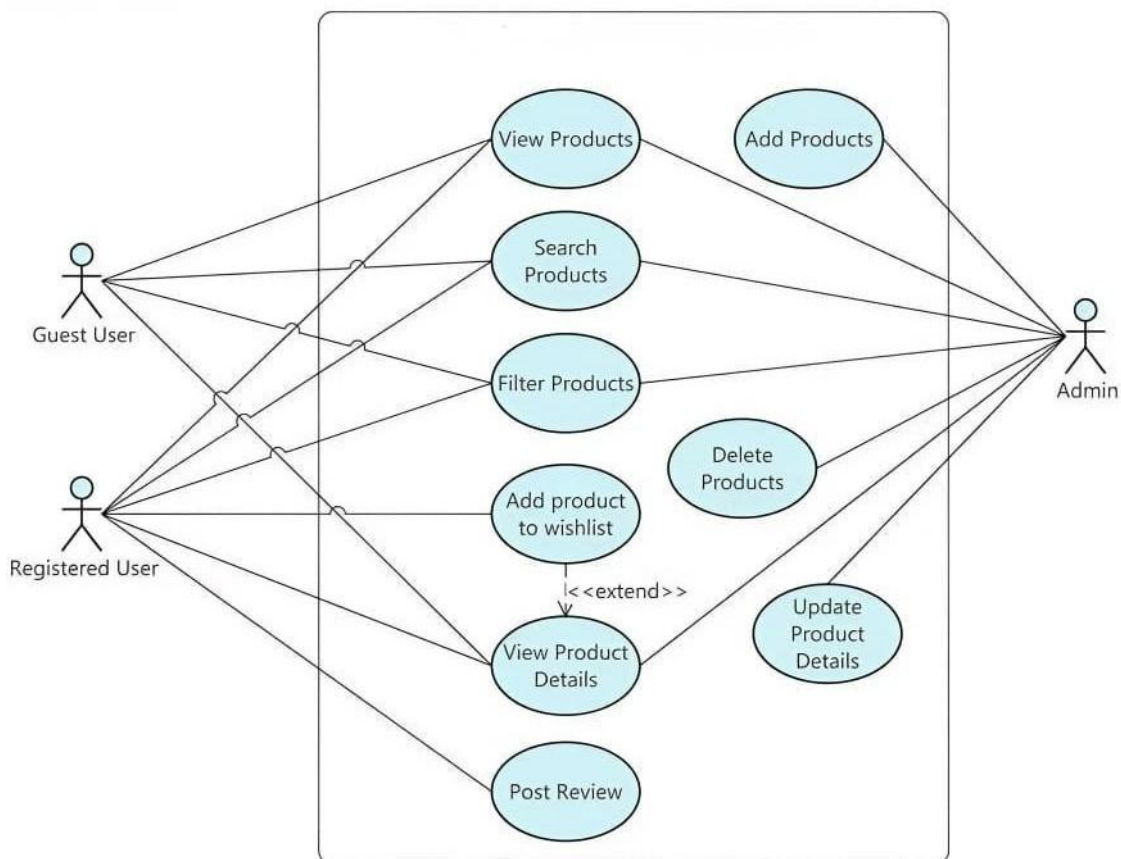 View Products
Add Products
Search
Products
Guest User
Filter Products
Admin
Delete
Products
Add product
to wishlist
Registered User
<<extend>>
Update
Product
Details
View Product
Details
Post Review